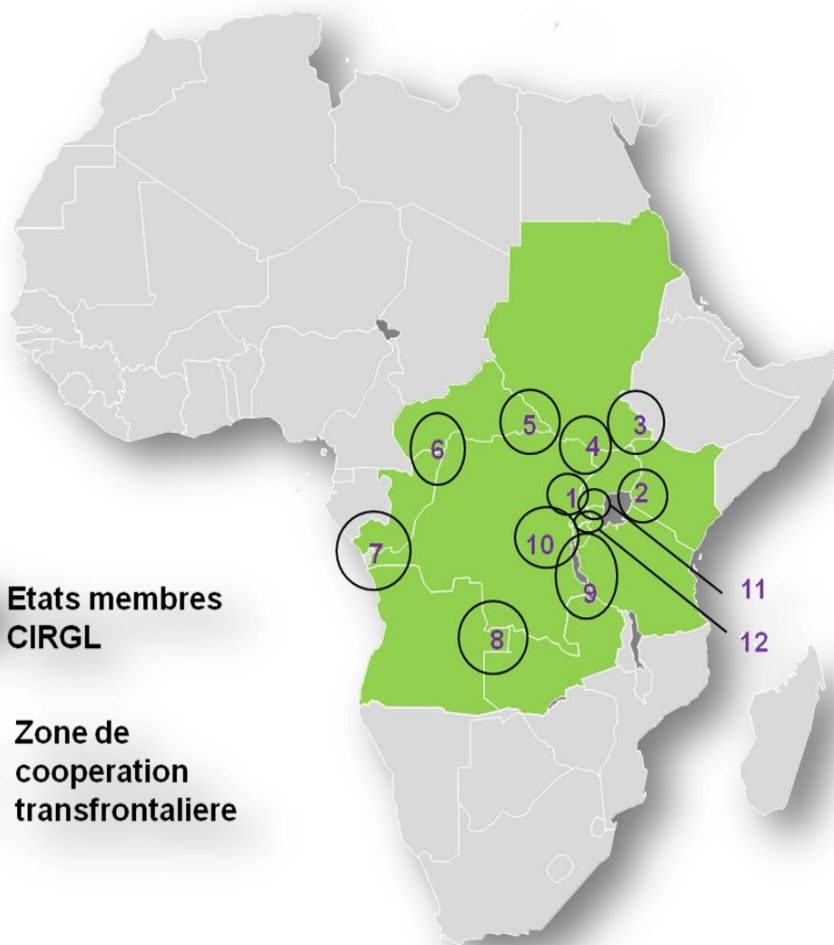 5
3
6
4
1
2
10
7
9
11
Etats membres
CIRGL
8
12
Zone de
cooperation
transfrontaliere